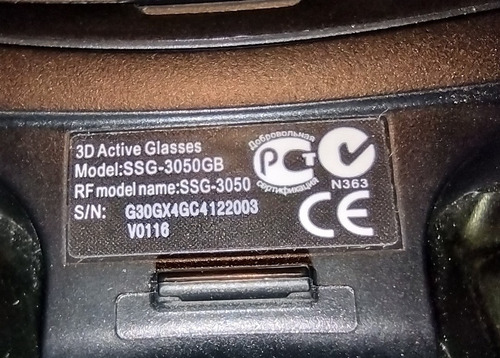 3D Active Glasses
Model:SSG-3050GB
RF model name:SSG-3050
S/N: G30GX4GC4122003
V0116
Добровольная
РСТ
сертификация
N363
CE